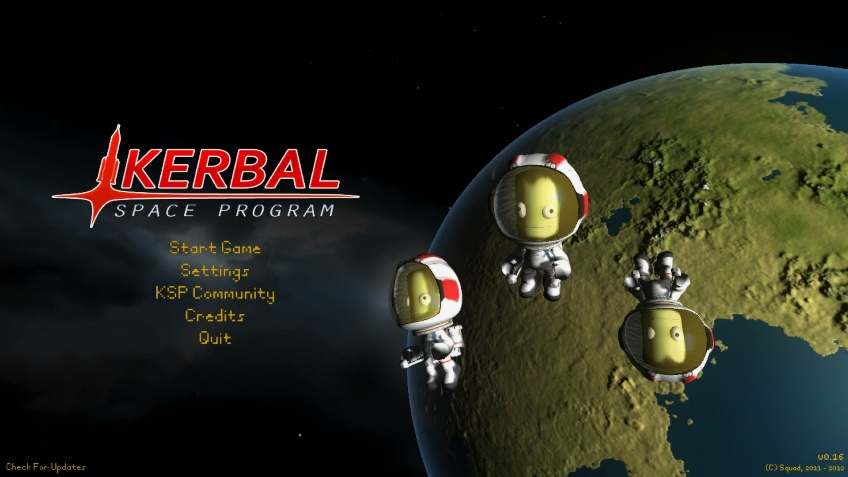 KERBAL
SPACE PROGRAM
Start Game
Settings
KSP Community
Credits
Quit
Check For Updates
v0.16
(C) Squad, 2011 - 2012